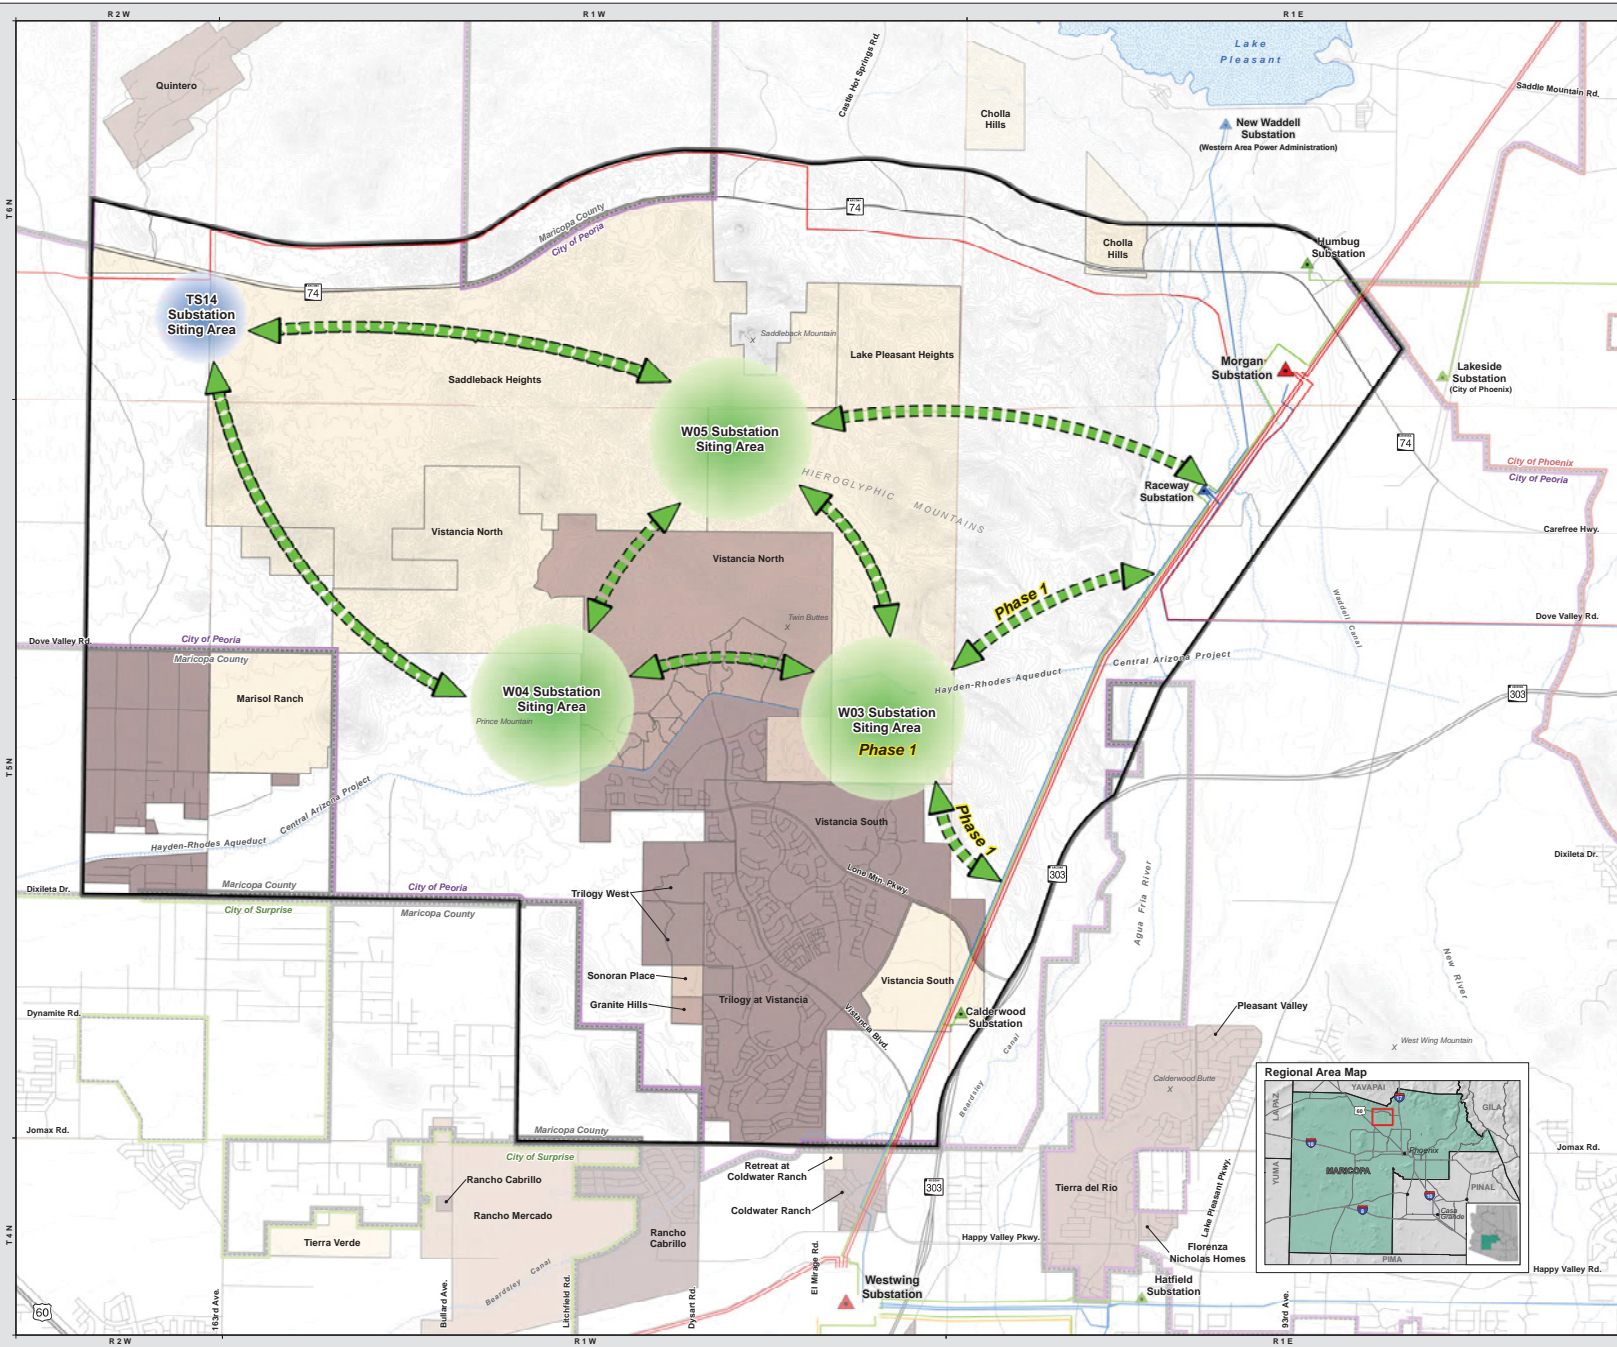 R 2 W
R 1 W
R 1 E
T 6 N
T 5 N
T 4 N
Quintero
Castle Hot Springs Rd.
Cholla
Hills
Lake
Pleasant
Saddle Mountain Rd.
New Waddell
Substation
(Western Area Power Administration)
74
Maricopa County
City of Peoria
Cholla
Hills
Humbug
Substation
74
TS14
Substation
Siting Area
Saddleback Mountain
X
Lake Pleasant Heights
Saddleback Heights
Morgan
Substation
Lakeside
Substation
(City of Phoenix)
W05 Substation
Siting Area
74
City of Phoenix
City of Peoria
HIEROGLYPHIC MOUNTAINS
Raceway
Substation
Vistancia North
Carefree Hwy.
Vistancia North
Phase 1
Twin Buttes
X
Waddell Canal
Dove Valley Rd.
Dove Valley Rd.
City of Peoria
Maricopa County
Central Arizona Project
Hayden-Rhodes Aqueduct
Marisol Ranch
W04 Substation
Siting Area
Prince Mountain
W03 Substation
Siting Area
Phase 1
303
Central Arizona Project
Hayden-Rhodes Aqueduct
Phase 1
Vistancia South
Lone Mtn. Pkwy.
303
Dixileta Dr.
Dixileta Dr.
Maricopa County
City of Peoria
City of Surprise
Maricopa County
Trilogy West
Agua Fria River
New River
Sonoran Place
Granite Hills
Trilogy at Vistancia
Vistancia South
Vistancia Blvd.
Calderwood
Substation
Dynamite Rd.
Pleasant Valley
Canal
Beardsley
West Wing Mountain
X
Calderwood Butte
X
Jomax Rd.
Jomax Rd.
Maricopa County
City of Surprise
Retreat at
Coldwater Ranch
Coldwater Ranch
303
Rancho Cabrillo
Rancho Mercado
Tierra Verde
Rancho
Cabrillo
Tierra del Rio
Lake Pleasant Pkwy.
Happy Valley Pkwy.
Florenza
Nicholas Homes
Happy Valley Rd.
Beardsley Canal
El Mirage Rd.
Westwing
Substation
Hatfield
Substation
60
163rd Ave.
Bullard Ave.
Litchfield Rd.
Dysart Rd.
93rd Ave.
R 2 W
R 1 W
R 1 E
Regional Area Map
YAVAPAI
LA PAZ
GILA
60
Phoenix
MARICOPA
YUMA
PINAL
Casa
Grande
PIMA